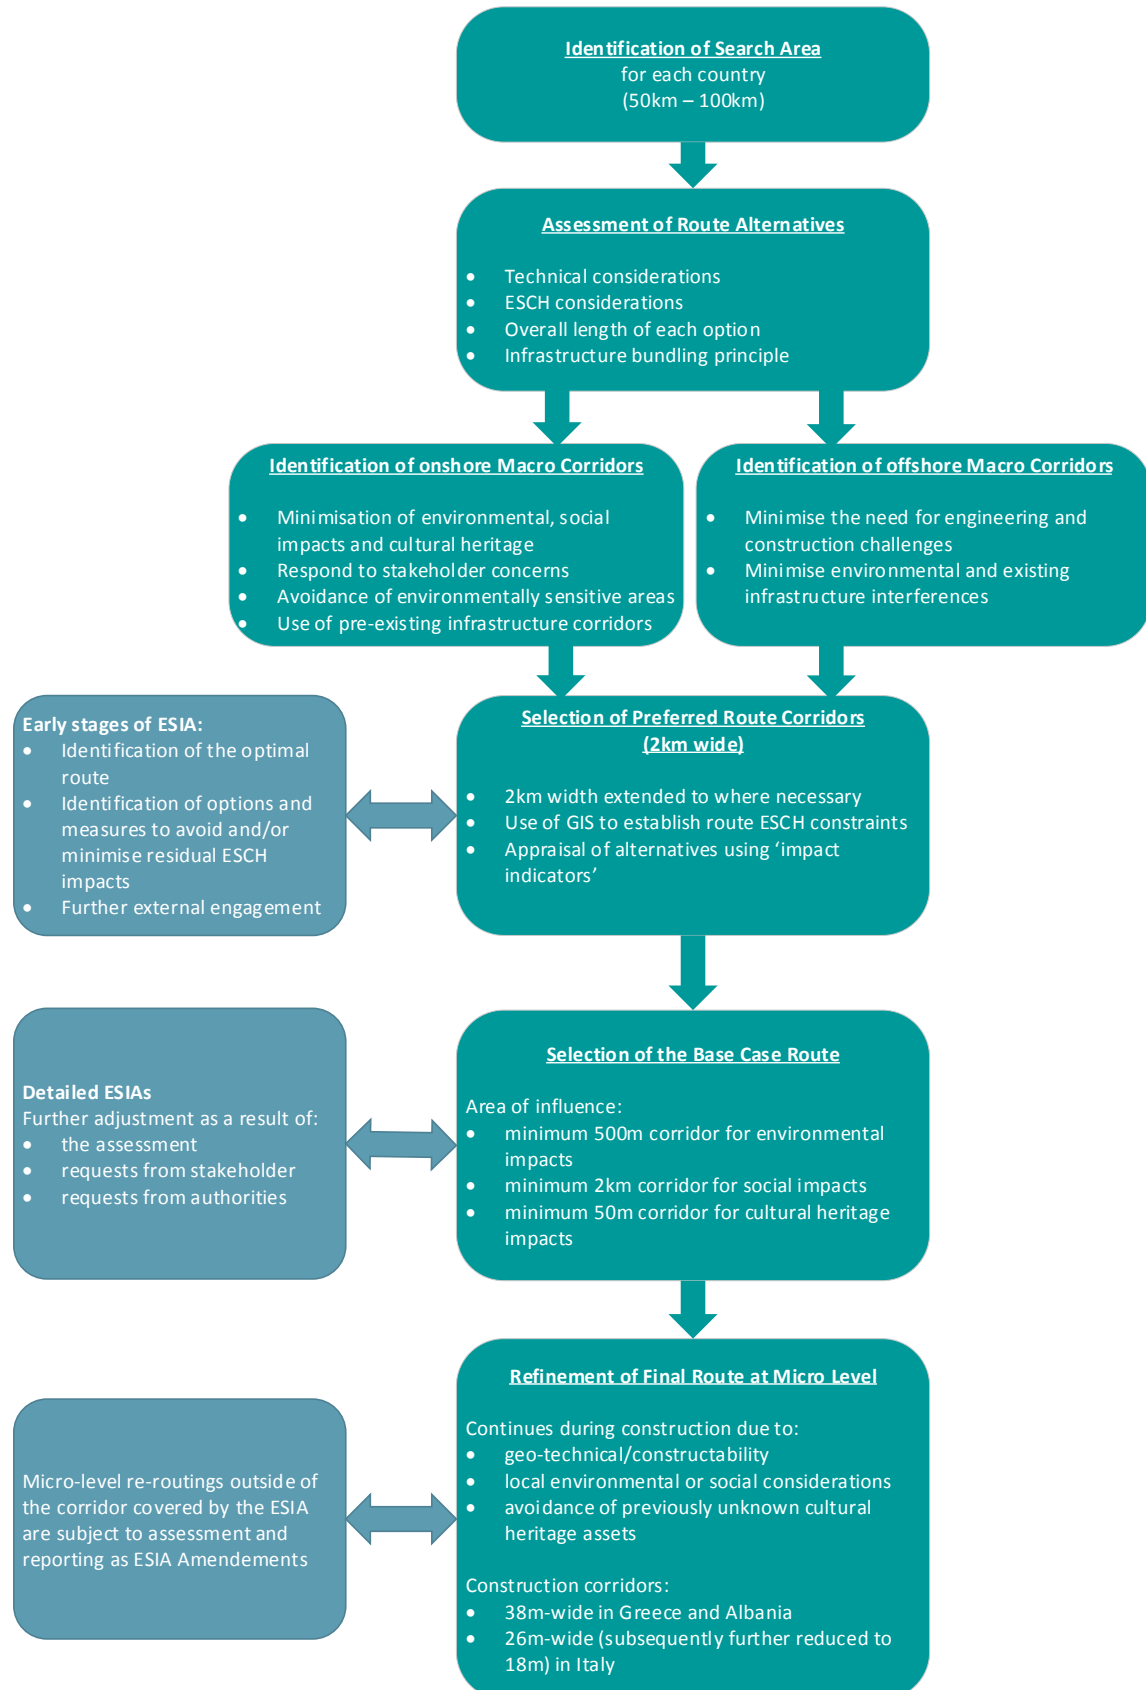 Identification of Search Area
for each country
(50km – 100km)
Assessment of Route Alternatives
• Technical considerations
• ESCH considerations
• Overall length of each option
• Infrastructure bundling principle
Identification of onshore Macro Corridors
• Minimisation of environmental, social
impacts and cultural heritage
• Respond to stakeholder concerns
• Avoidance of environmentally sensitive areas
• Use of pre-existing infrastructure corridors
Identification of offshore Macro Corridors
• Minimise the need for engineering and
construction challenges
• Minimise environmental and existing
infrastructure interferences
Early stages of ESIA:
• Identification of the optimal
route
• Identification of options and
measures to avoid and/or
minimise residual ESCH
impacts
• Further external engagement
Selection of Preferred Route Corridors
(2km wide)
• 2km width extended to where necessary
• Use of GIS to establish route ESCH constraints
• Appraisal of alternatives using ‘impact
indicators’
Detailed ESIAs
Further adjustment as a result of:
• the assessment
• requests from stakeholder
• requests from authorities
Selection of the Base Case Route
Area of influence:
• minimum 500m corridor for environmental
impacts
• minimum 2km corridor for social impacts
• minimum 50m corridor for cultural heritage
impacts
Micro-level re-routings outside of
the corridor covered by the ESIA
are subject to assessment and
reporting as ESIA Amendements
Refinement of Final Route at Micro Level
Continues during construction due to:
• geo-technical/constructability
• local environmental or social considerations
• avoidance of previously unknown cultural
heritage assets
Construction corridors:
• 38m-wide in Greece and Albania
• 26m-wide (subsequently further reduced to
18m) in Italy